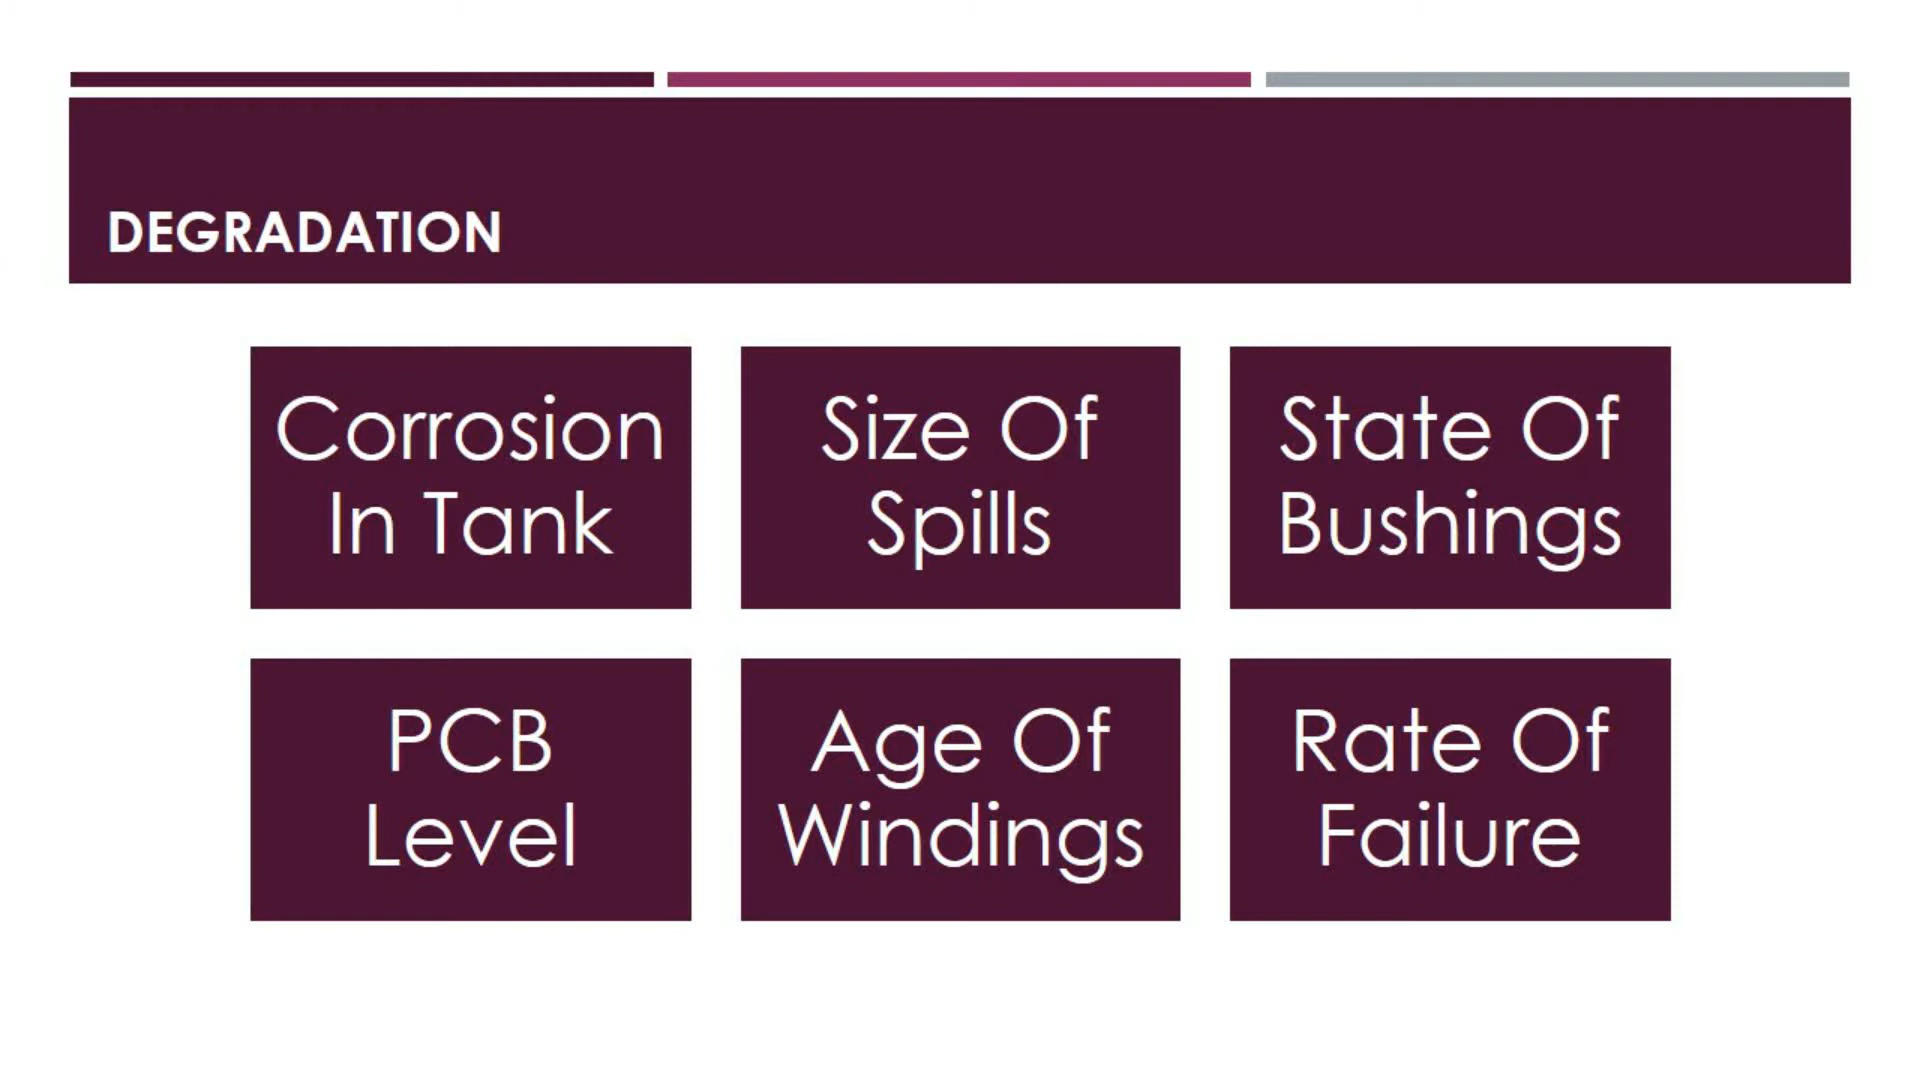 DEGRADATION
Corrosion
In Tank
Size Of
Spills
State Of
Bushings
PCB
Level
Age Of
Windings
Rate Of
Failure